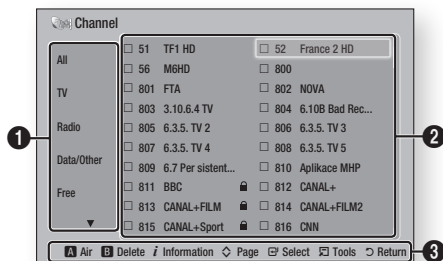 Channel
All
TV
Radio
Data/Other
Free
51 TF1 HD 52 France 2 HD
56 M6HD 800
801 FTA 802 NOVA
803 3.10.6.4 TV 804 6.10B Bad Rec...
805 6.3.5. TV 2 806 6.3.5. TV 3
807 6.3.5. TV 4 808 6.3.5. TV 5
809 6.7 Per sistent... 810 Aplikace MHP
811 BBC 812 CANAL+
813 CANAL+FILM 814 CANAL+FILM2
815 CANAL+Sport 816 CNN
A Air B Delete i Information Page Select Tools Return
1
2
3